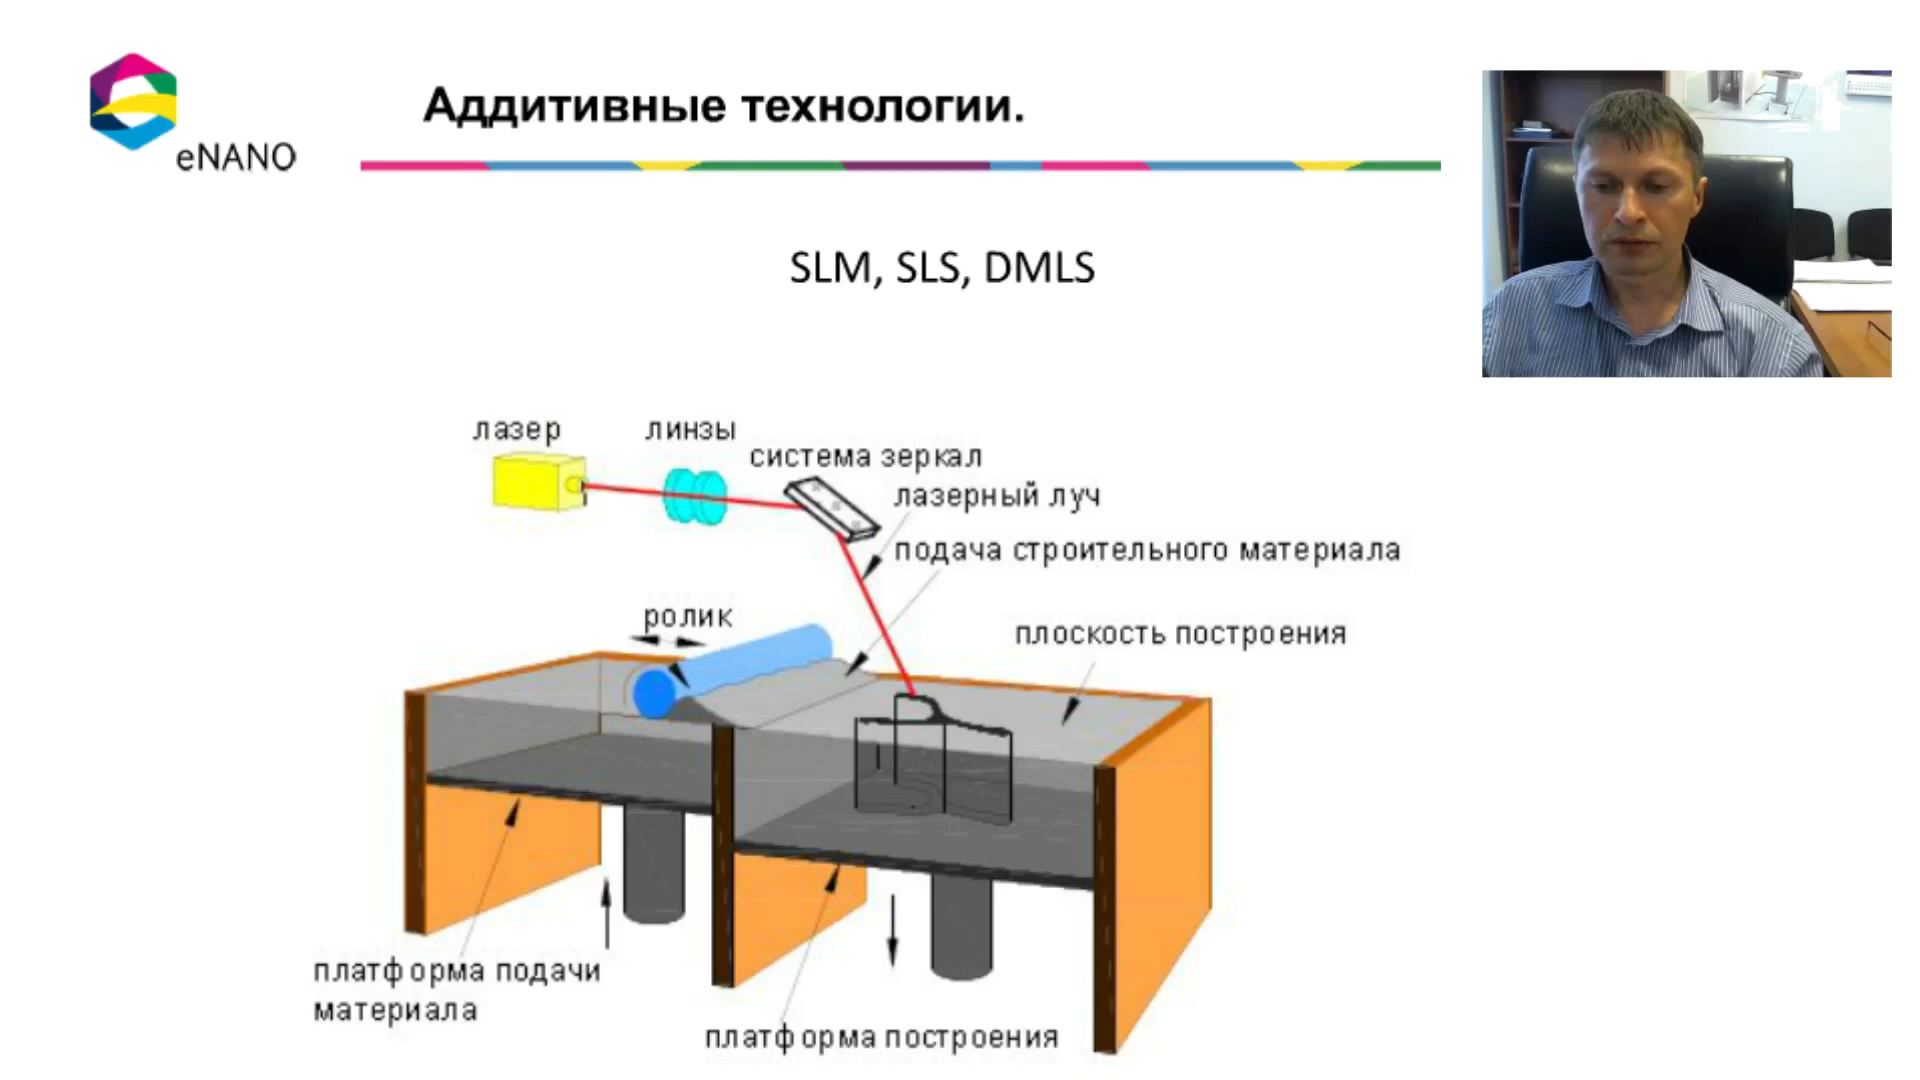 eNANO
Аддитивные технологии.
SLM, SLS, DMLS
лазер
линзы
система зеркал
лазерный луч
подача строительного материала
ролик
плоскость построения
платформа подачи
материала
платформа построения